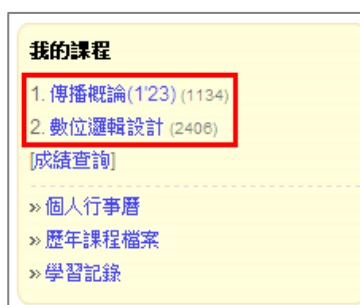 我的課程
1. 傳播概論(1'23) (1134)
2. 數位邏輯設計 (2406)
[成績查詢]
» 個人行事曆
» 歷年課程檔案
» 學習記錄